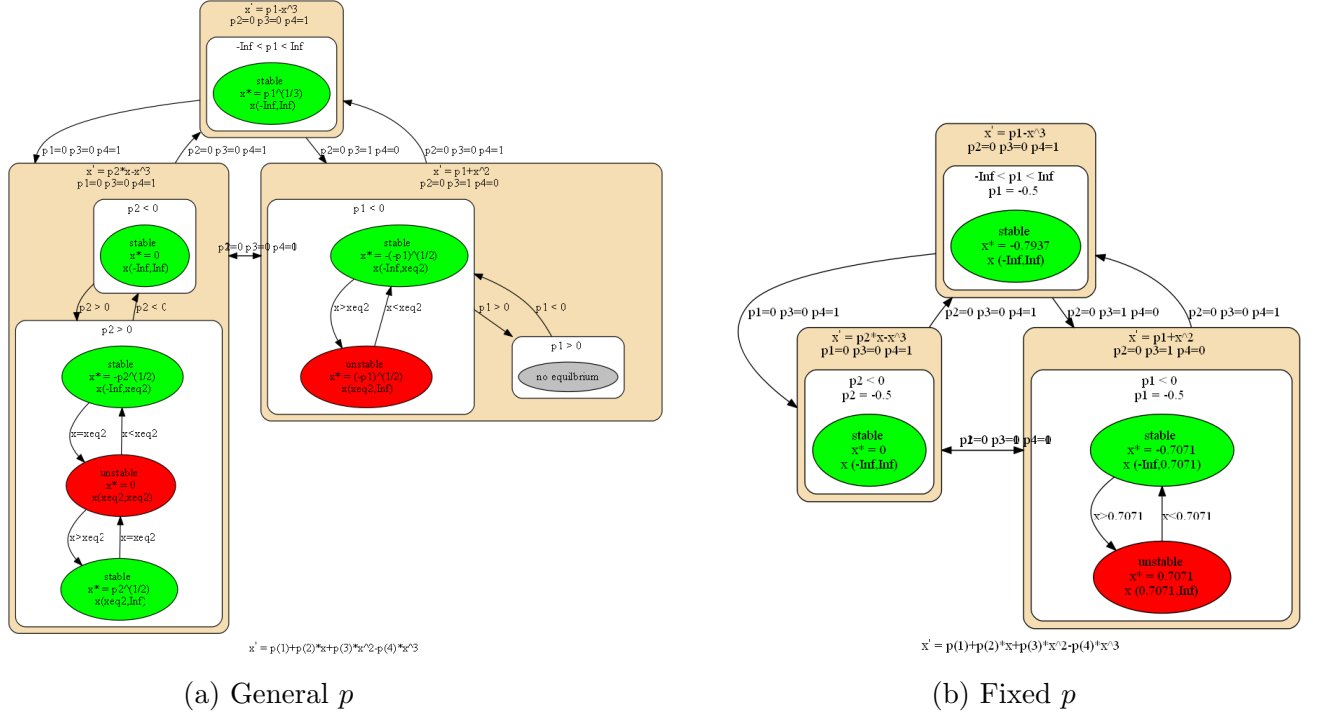 x' = p1-x^3
p2=0 p3=0 p4=1
-Inf < p1 < Inf
stable
x* = p1^(1/3)
x(-Inf,Inf)
p1=0 p3=0 p4=1
p2=0 p3=0 p4=1
p2=0 p3=1 p4=0
p2=0 p3=0 p4=1
x' = p2*x-x^3
p1=0 p3=0 p4=1
p2 < 0
stable
x* = 0
x(-Inf,Inf)
p2 > 0
p2 < 0
p2 > 0
stable
x* = -p2^(1/2)
x(-Inf,xeq2)
x=xeq2
x<xeq2
unstable
x* = 0
x(xeq2,xeq2)
x>xeq2
x=xeq2
stable
x* = p2^(1/2)
x(xeq2,Inf)
x' = p1+x^2
p2=0 p3=1 p4=0
p1 < 0
stable
x* = -(-p1)^(1/2)
x(-Inf,xeq2)
x>xeq2
x<xeq2
unstable
x* = (-p1)^(1/2)
x(xeq2,Inf)
p1 > 0
p1 < 0
p1 > 0
no equilbrium
x' = p(1)+p(2)*x+p(3)*x^2-p(4)*x^3
(a) General p
x' = p1-x^3
p2=0 p3=0 p4=1
-Inf < p1 < Inf
p1 = -0.5
stable
x* = -0.7937
x (-Inf,Inf)
p1=0 p3=0 p4=1
p2=0 p3=0 p4=1
p2=0 p3=1 p4=0
p2=0 p3=0 p4=1
x' = p2*x-x^3
p1=0 p3=0 p4=1
p2 < 0
p2 = -0.5
stable
x* = 0
x (-Inf,Inf)
x' = p1+x^2
p2=0 p3=1 p4=0
p1 < 0
p1 = -0.5
stable
x* = -0.7071
x (-Inf,0.7071)
x>0.7071
x<0.7071
unstable
x* = 0.7071
x (0.7071,Inf)
x' = p(1)+p(2)*x+p(3)*x^2-p(4)*x^3
(b) Fixed p